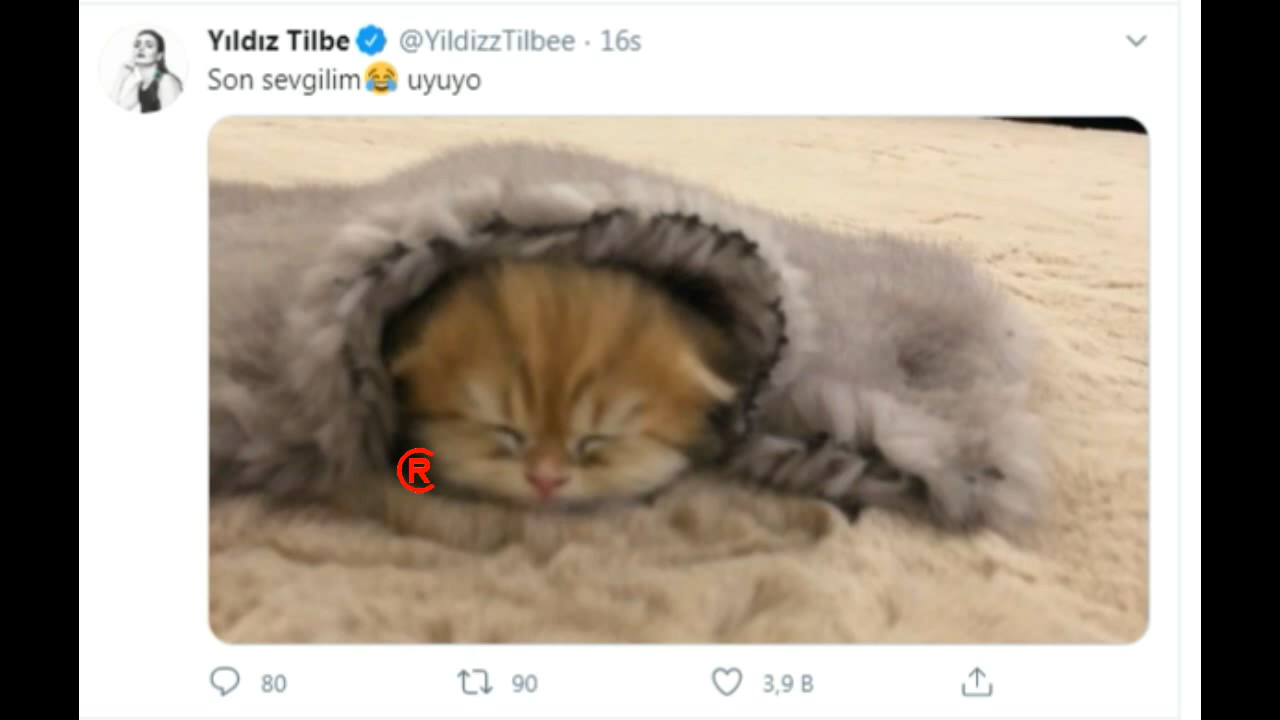 Yıldız Tilbe @YildizzTilbee · 16s
Son sevgilim😂 uyuyo
R
80 90 3,9 B